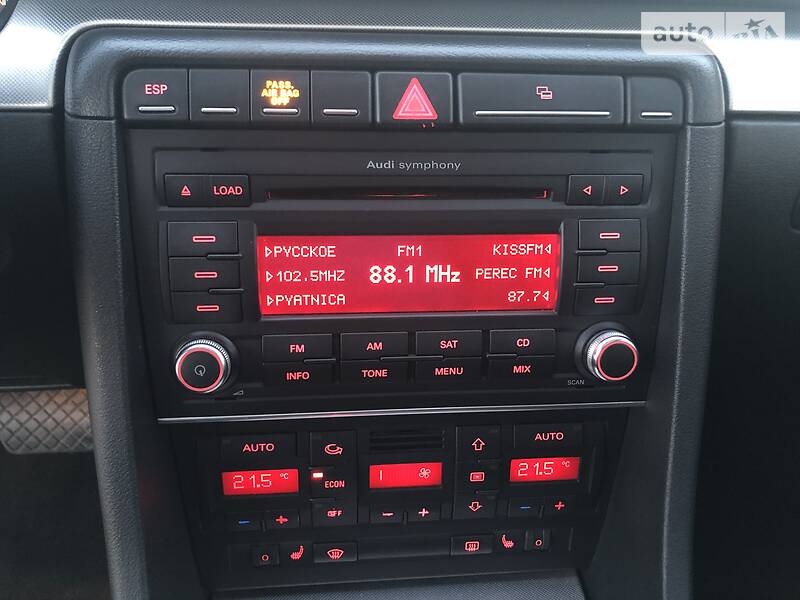 auto RIA
ESP
PASS. AIR BAG OFF
Audi symphony
LOAD
PYCCKOE FM1 KISSFM
102.5MHZ 88.1 MHz PEREC FM
PYATNICA 87.7
FM AM SAT CD
INFO TONE MENU MIX
SCAN
AUTO AUTO
21.5 °C 21.5 °C
ECON
OFF